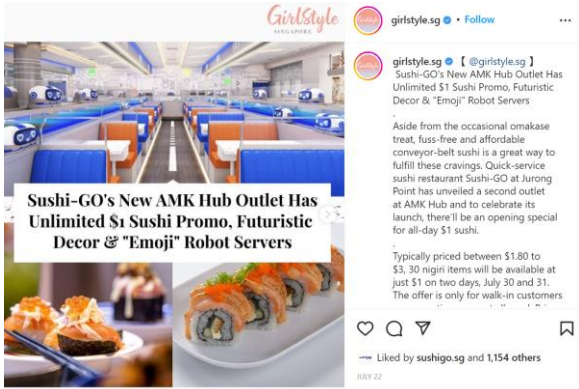 GirlStyle
SINGAPORE
Sushi-GO's New AMK Hub Outlet Has
Unlimited $1 Sushi Promo, Futuristic
Decor & "Emoji" Robot Servers
girlstyle.sg • Follow
girlstyle.sg 【 @girlstyle.sg 】
Sushi-GO's New AMK Hub Outlet Has
Unlimited $1 Sushi Promo, Futuristic
Decor & "Emoji" Robot Servers
.
Aside from the occasional omakase
treat, fuss-free and affordable
conveyor-belt sushi is a great way to
fulfill these cravings. Quick-service
sushi restaurant Sushi-GO at Jurong
Point has unveiled a second outlet
at AMK Hub and to celebrate its
launch, there'll be an opening special
for all-day $1 sushi.
.
Typically priced between $1.80 to
$3, 30 nigiri items will be available at
just $1 on two days, July 30 and 31.
The offer is only for walk-in customers
Liked by sushigo.sg and 1,154 others
JULY 22